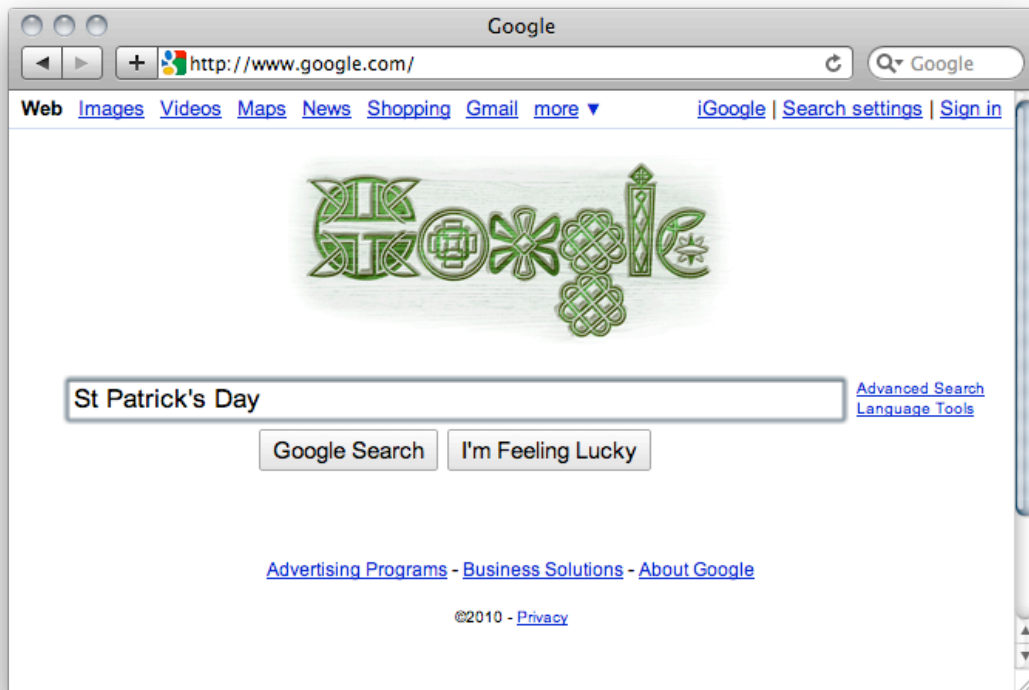 Google
http://www.google.com/ Google
Web Images Videos Maps News Shopping Gmail more ▼ iGoogle | Search settings | Sign in
Google
St Patrick's Day
Advanced Search
Language Tools
Google Search I'm Feeling Lucky
Advertising Programs - Business Solutions - About Google
©2010 - Privacy